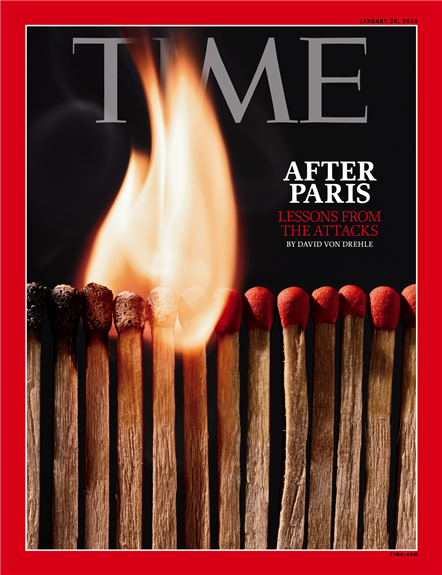 JANUARY 26, 2015
TIME
AFTER
PARIS
LESSONS FROM
THE ATTACKS
BY DAVID VON DREHLE
time.com